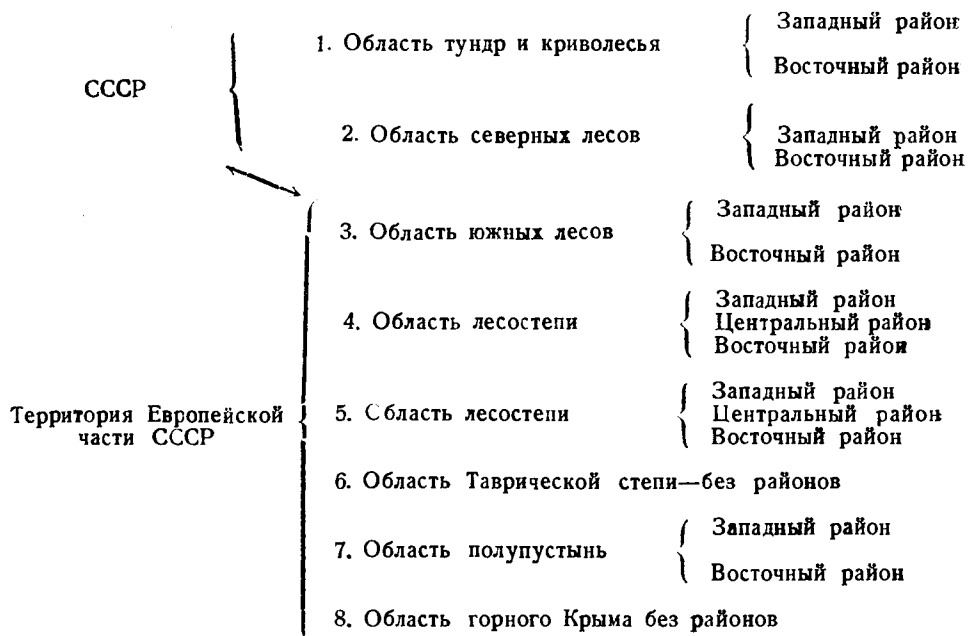 СССР
1. Область тундр и криволесья
Западный район
Восточный район
2. Область северных лесов
Западный район
Восточный район
Территория Европейской
части СССР
3. Область южных лесов
Западный район
Восточный район
4. Область лесостепи
Западный район
Центральный район
Восточный район
5. Область лесостепи
Западный район
Центральный район
Восточный район
6. Область Таврической степи—без районов
7. Область полупустынь
Западный район
Восточный район
8. Область горного Крыма без районов